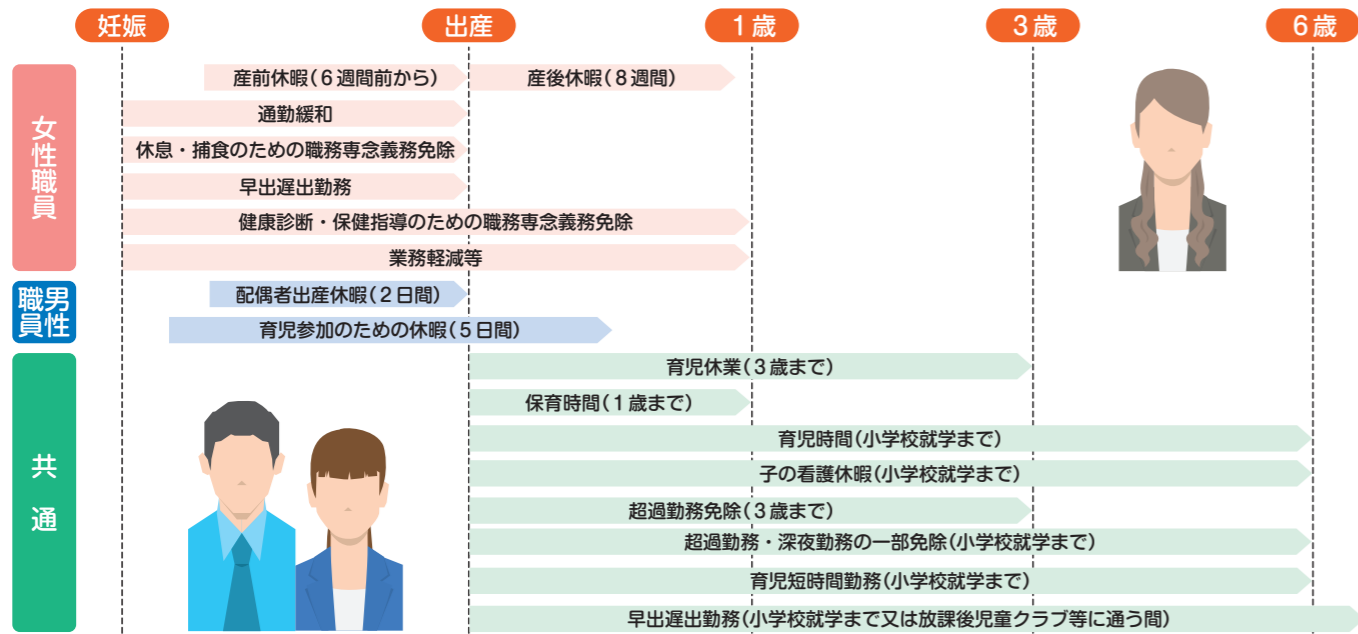 妊娠 出産 1歳 3歳 6歳
女性職員
産前休暇(6週間前から) 産後休暇(8週間)
通勤緩和
休息・捕食のための職務専念義務免除
早出遅出勤務
健康診断・保健指導のための職務専念義務免除
業務軽減等
男性職員
配偶者出産休暇(2日間)
育児参加のための休暇(5日間)
共通
育児休業(3歳まで)
保育時間(1歳まで)
育児時間(小学校就学まで)
子の看護休暇(小学校就学まで)
超過勤務免除(3歳まで)
超過勤務・深夜勤務の一部免除(小学校就学まで)
育児短時間勤務(小学校就学まで)
早出遅出勤務(小学校就学まで又は放課後児童クラブ等に通う間)